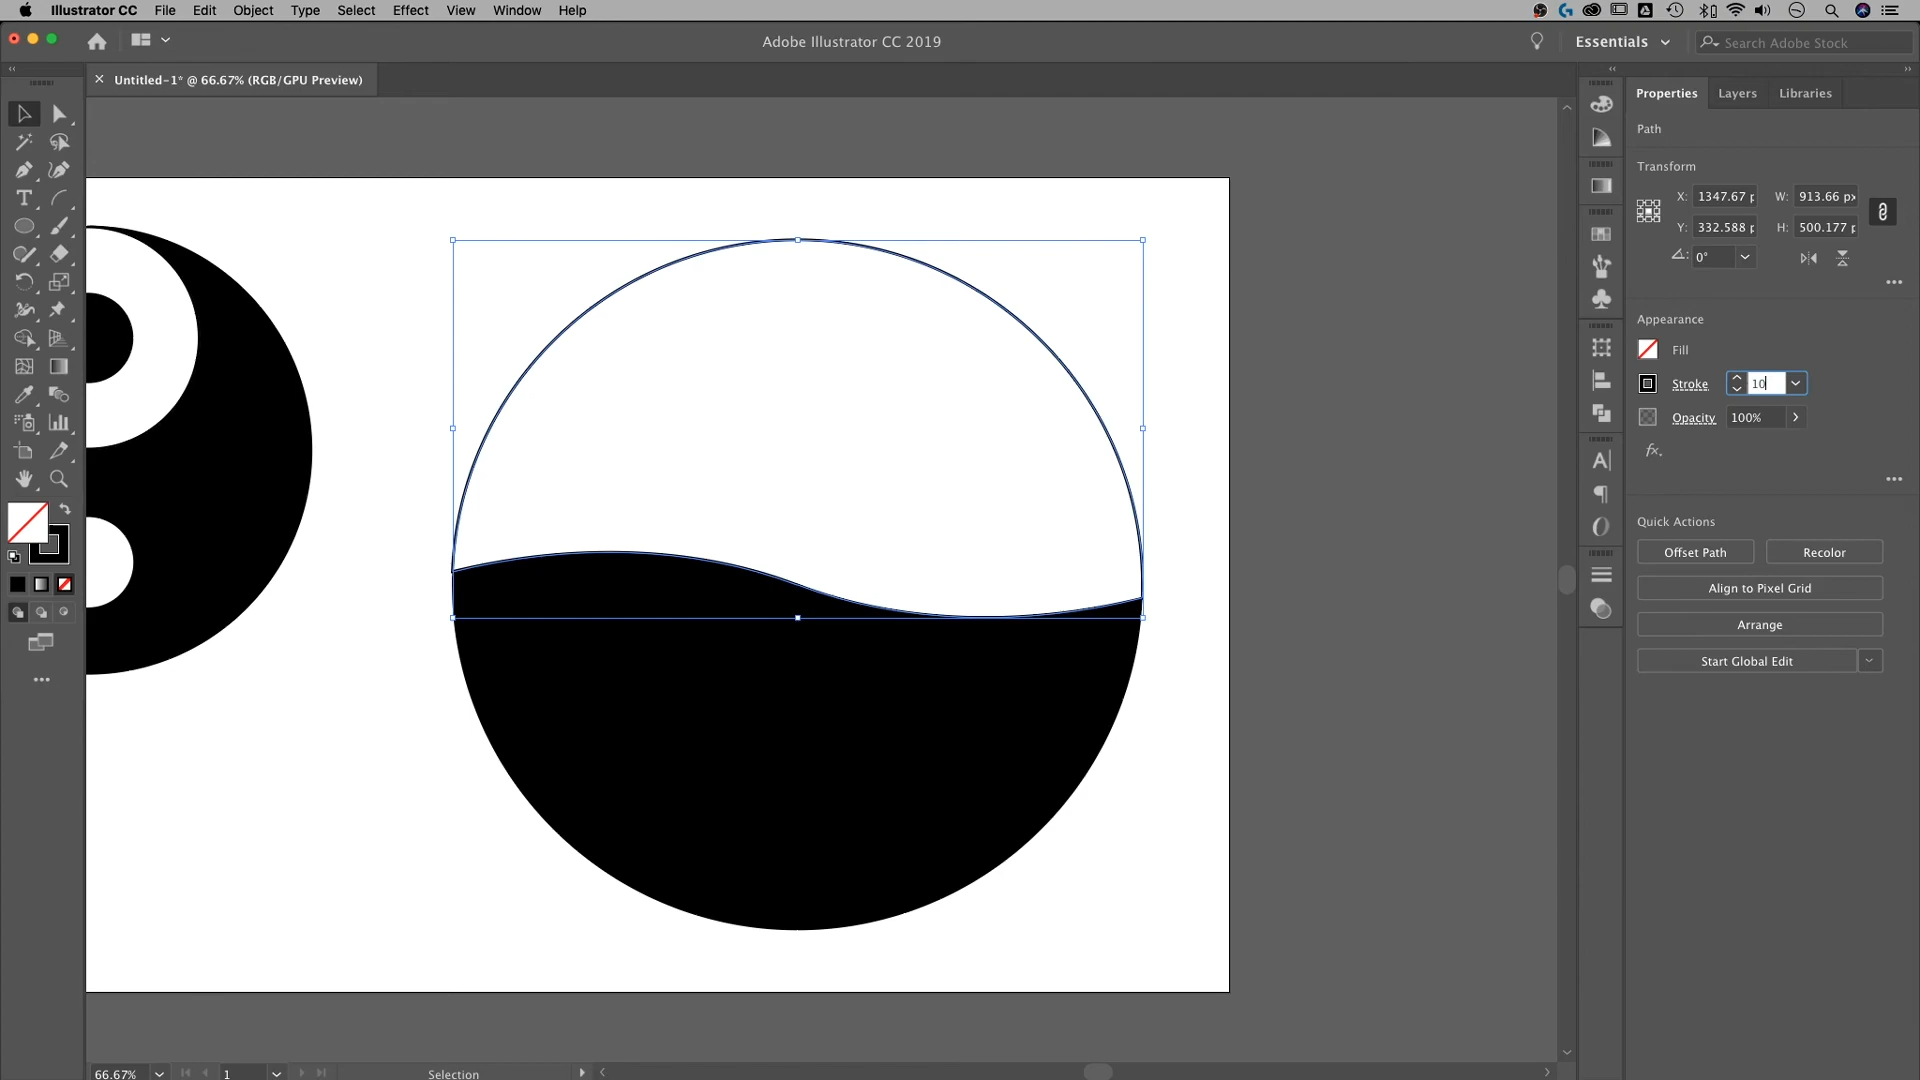 Illustrator CC File Edit Object Type Select Effect View Window Help
Adobe Illustrator CC 2019
Essentials
Search Adobe Stock
Untitled-1* @ 66.67% (RGB/GPU Preview)
Properties Layers Libraries
Path
Transform
X: 1347.67 p W: 913.66 px
Y: 332.588 p H: 500.177 p
0°
Appearance
Fill
Stroke 10
Opacity 100%
fx.
Quick Actions
Offset Path Recolor
Align to Pixel Grid
Arrange
Start Global Edit
66.67% 1 Selection